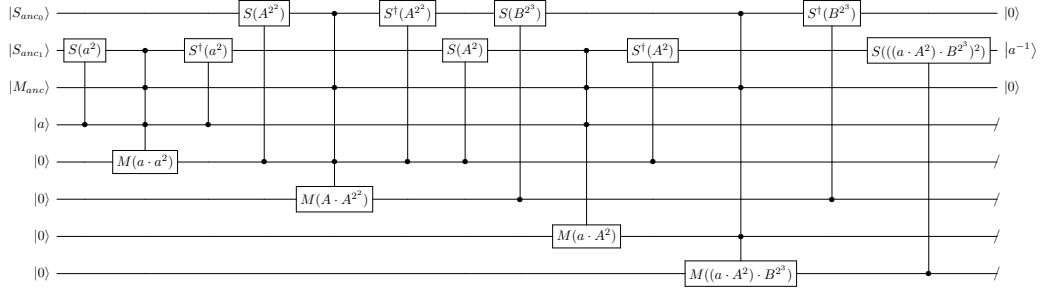 |S_{anc_0}⟩ S(A^{2^2}) S^†(A^{2^2}) S(B^{2^3}) S^†(B^{2^3}) |0⟩
|S_{anc_1}⟩ S(a^2) S^†(a^2) S(A^2) S^†(A^2) S(((a · A^2) · B^{2^3})^2) |a^{-1}⟩
|M_{anc}⟩ |0⟩
|a⟩
|0⟩ M(a · a^2)
|0⟩ M(A · A^{2^2})
|0⟩ M(a · A^2)
|0⟩ M((a · A^2) · B^{2^3})